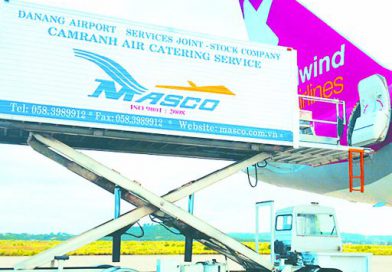 DANANG AIRPORT SERVICES JOINT - STOCK COMPANY
CAMRANH AIR CATERING SERVICE
MASCO
ISO 9001 : 2008
Tel: 058.3989912 * Fax: 058.3989912 * Website: masco.com.vn
wind
rlines